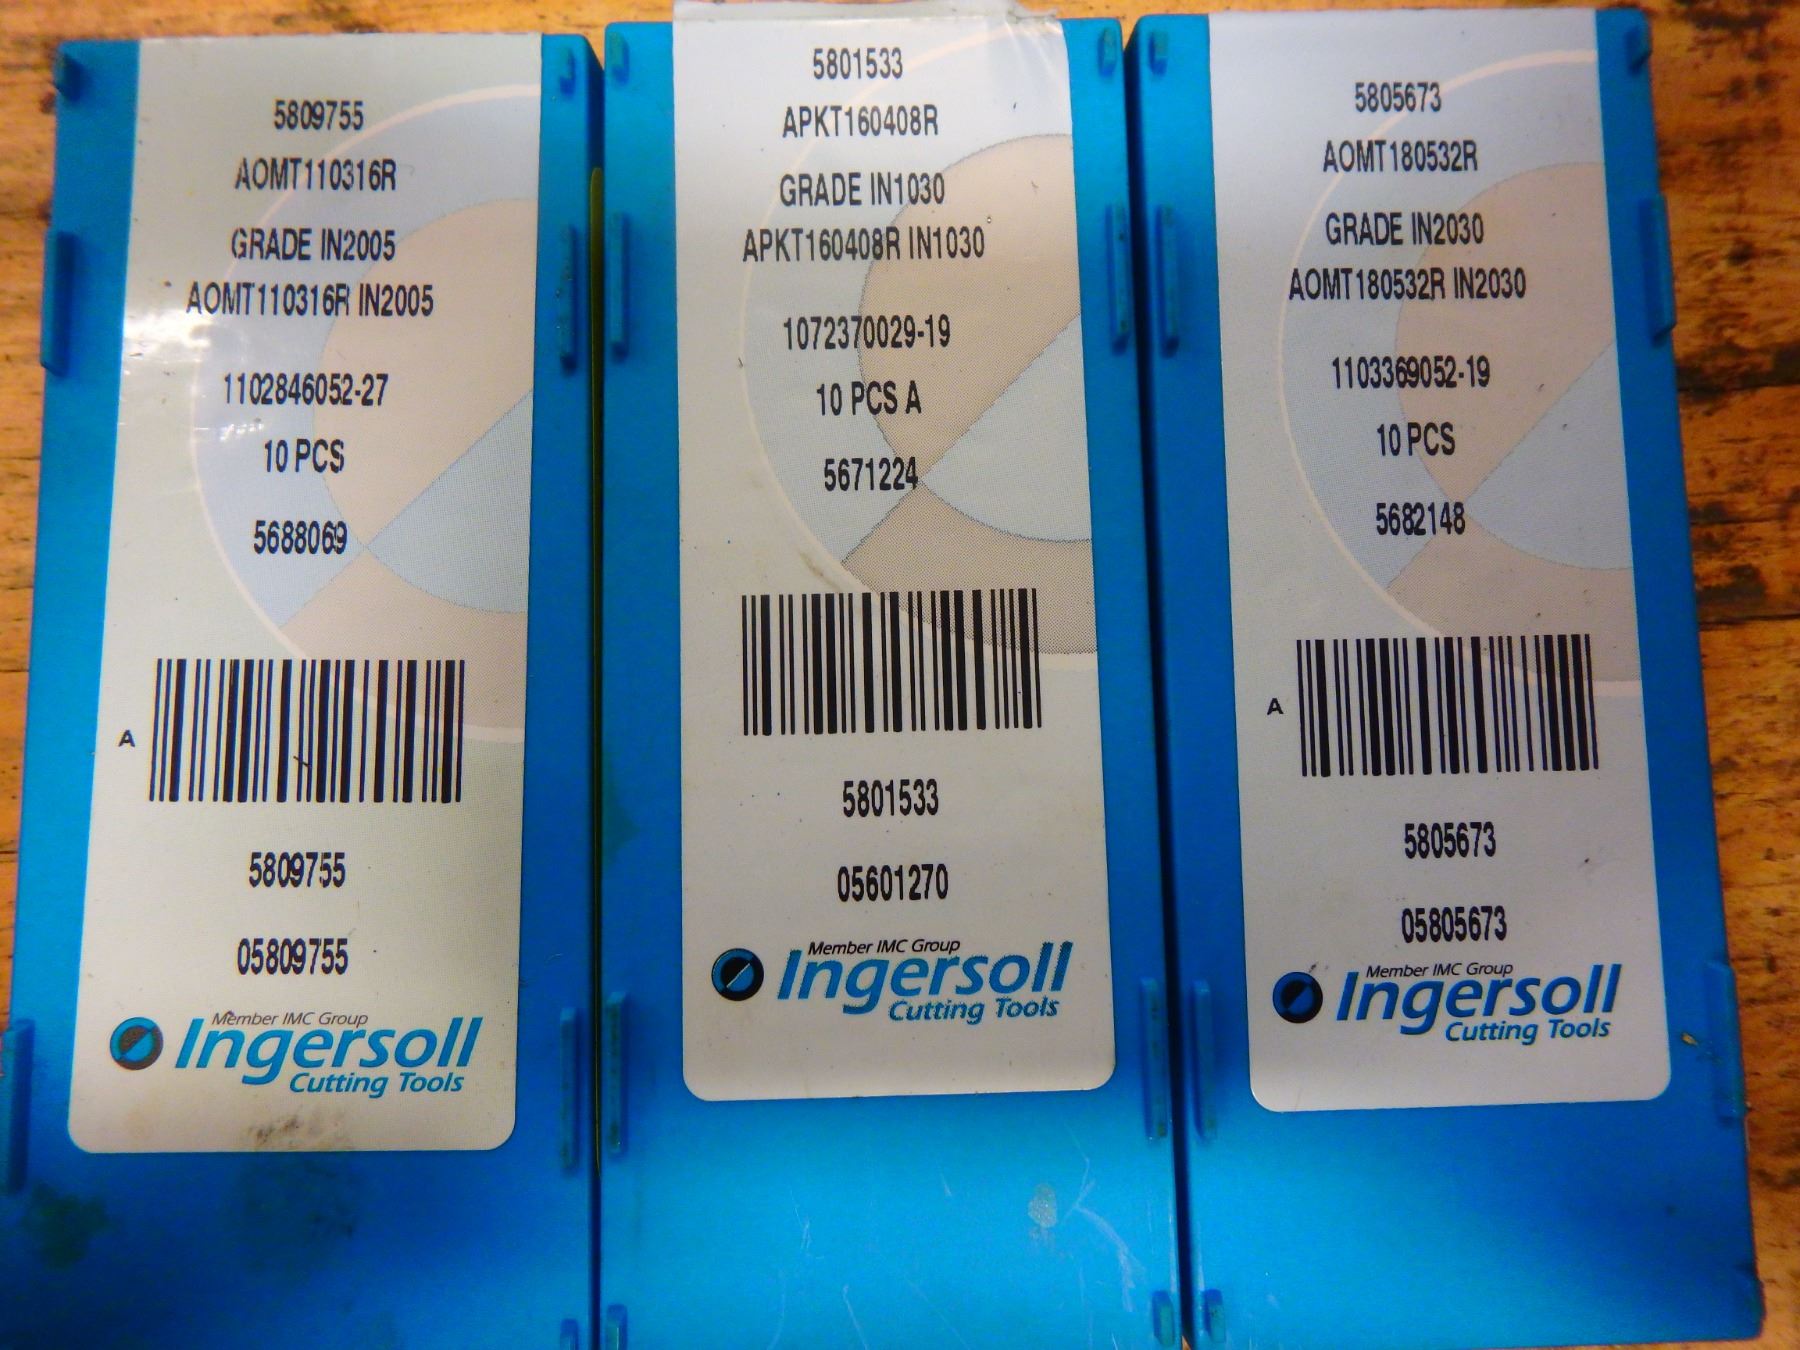 5809755
AOMT110316R
GRADE IN2005
AOMT110316R IN2005
1102846052-27
10 PCS
5688069
A
5809755
05809755
Member IMC Group
Ingersoll
Cutting Tools
5801533
APKT160408R
GRADE IN1030
APKT160408R IN1030
1072370029-19
10 PCS A
5671224
5801533
05601270
Member IMC Group
Ingersoll
Cutting Tools
5805673
AOMT180532R
GRADE IN2030
AOMT180532R IN2030
1103369052-19
10 PCS
5682148
A
5805673
05805673
Member IMC Group
Ingersoll
Cutting Tools